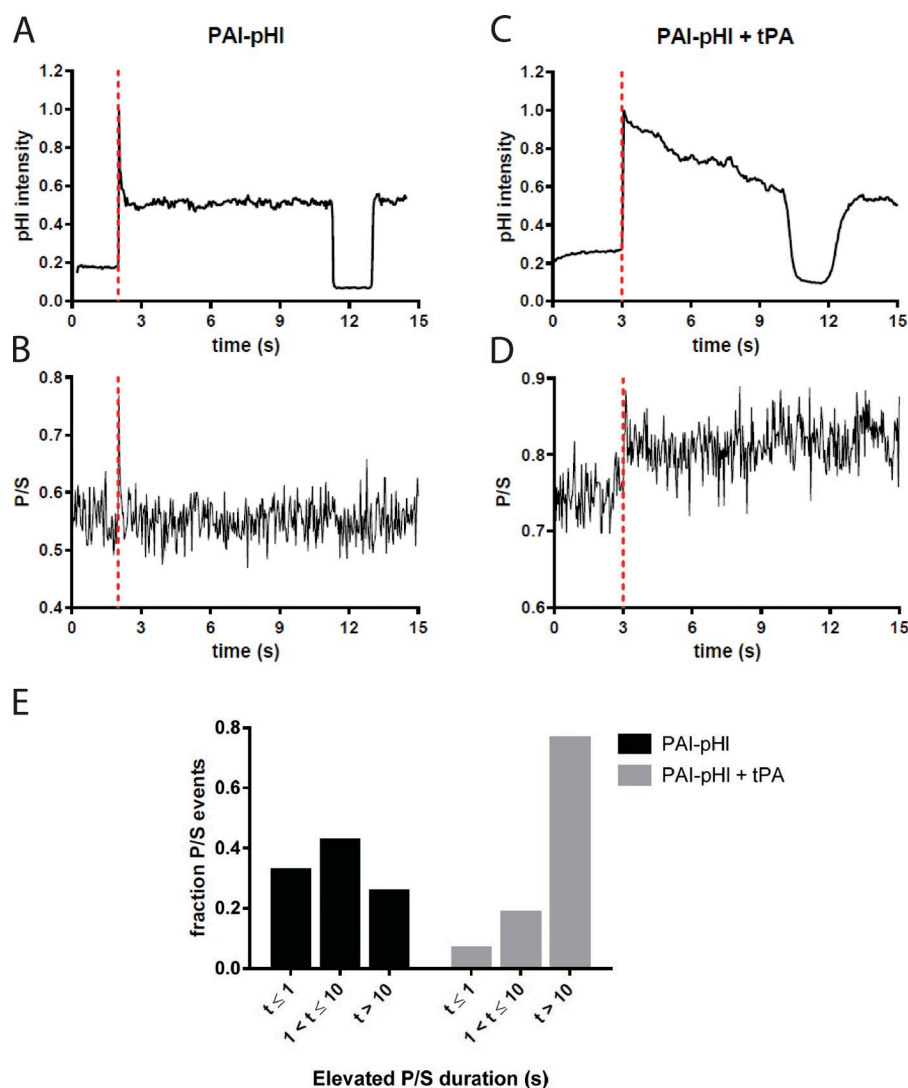 A
PAI-pHl
pHl intensity
1.2
1.0
0.8
0.6
0.4
0.2
0.0
0 3 6 9 12 15
time (s)
C
PAI-pHl + tPA
pHl intensity
1.2
1.0
0.8
0.6
0.4
0.2
0.0
0 3 6 9 12 15
time (s)
B
P/S
0.8
0.7
0.6
0.5
0.4
0 3 6 9 12 15
time (s)
D
P/S
0.9
0.8
0.7
0.6
0 3 6 9 12 15
time (s)
E
fraction P/S events
0.8
0.6
0.4
0.2
0.0
t ≤ 1
1 < t ≤ 10
t > 10
t ≤ 1
1 < t ≤ 10
t > 10
Elevated P/S duration (s)
PAI-pHl
PAI-pHl + tPA